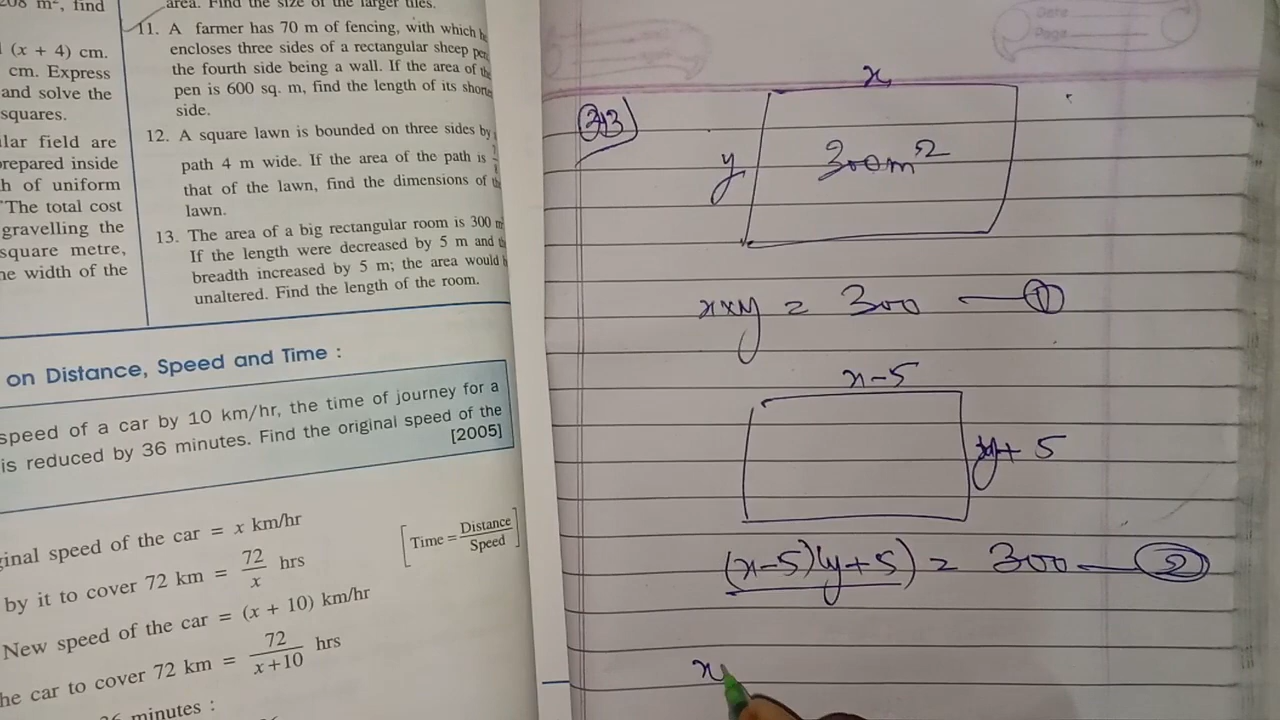 208 m², find
(x + 4) cm.
cm. Express
and solve the
squares.
ular field are
prepared inside
h of uniform
The total cost
gravelling the
square metre,
he width of the
area. Find the size of the larger tiles.
11. A farmer has 70 m of fencing, with which he
encloses three sides of a rectangular sheep pen
the fourth side being a wall. If the area of the
pen is 600 sq. m, find the length of its shorte
side.
12. A square lawn is bounded on three sides by
path 4 m wide. If the area of the path is
that of the lawn, find the dimensions of the
lawn.
13. The area of a big rectangular room is 300 m
If the length were decreased by 5 m and
breadth increased by 5 m; the area would
unaltered. Find the length of the room.
on Distance, Speed and Time :
speed of a car by 10 km/hr, the time of journey for a
is reduced by 36 minutes. Find the original speed of the
[2005]
ginal speed of the car = x km/hr
[Time = Distance/Speed]
by it to cover 72 km = 72/x hrs
New speed of the car = (x + 10) km/hr
he car to cover 72 km = 72/x+10 hrs
36 minutes :
Date
Page
x
y 300m²
x×y = 300 — 1
x-5
y+5
(x-5)(y+5) = 300 — 2
x